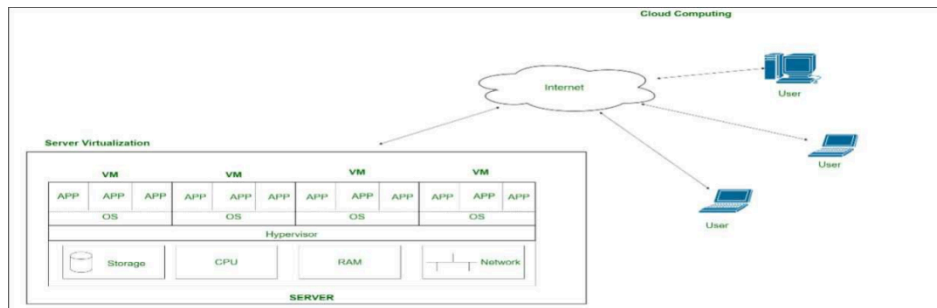 Cloud Computing
Internet
User
User
User
Server Virtualization
VM VM VM VM
APP APP APP APP APP APP APP APP APP APP APP APP
OS OS OS OS
Hypervisor
Storage CPU RAM Network
SERVER